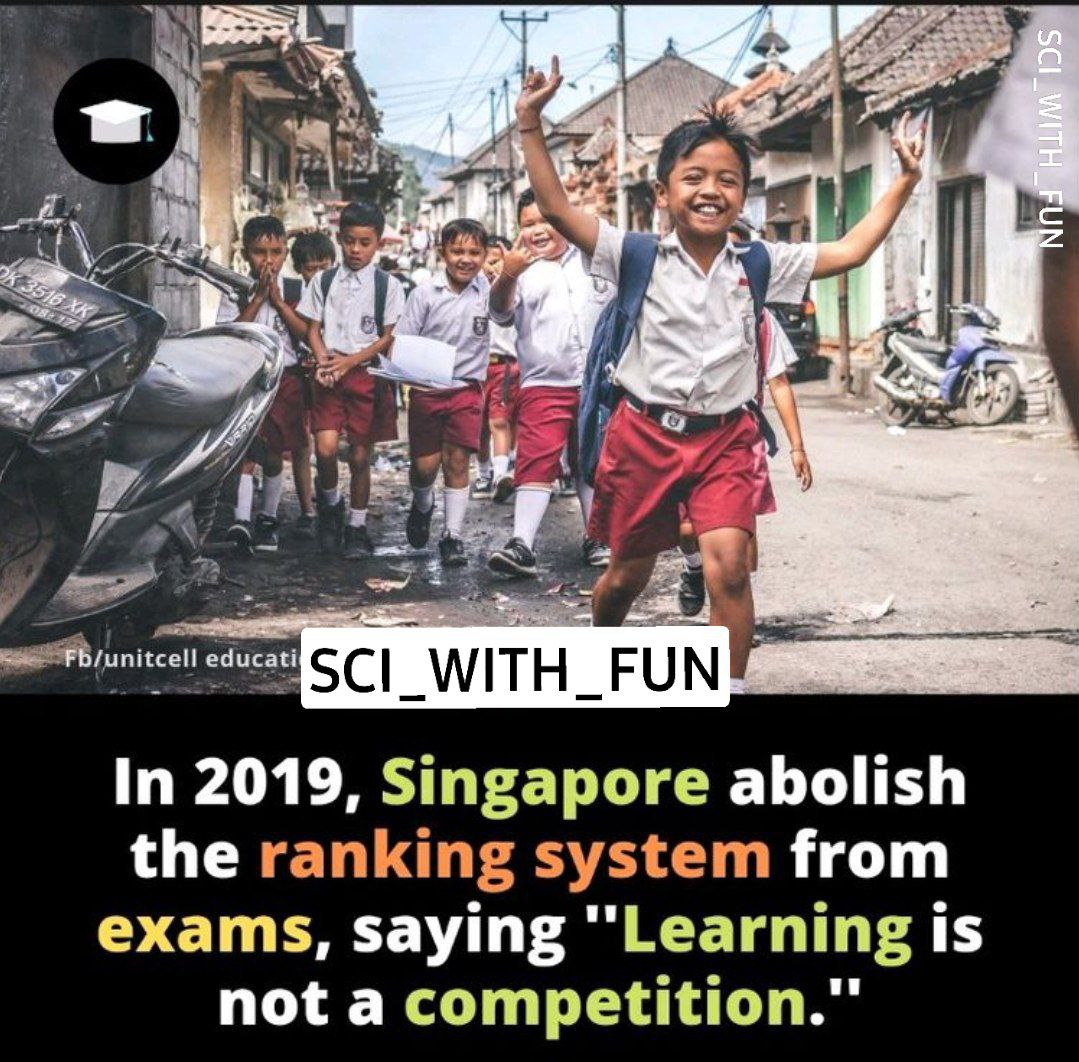 SCI_WITH_FUN
DK 3516 XK
Fb/unitcell educati
SCI_WITH_FUN
In 2019, Singapore abolish
the ranking system from
exams, saying "Learning is
not a competition."